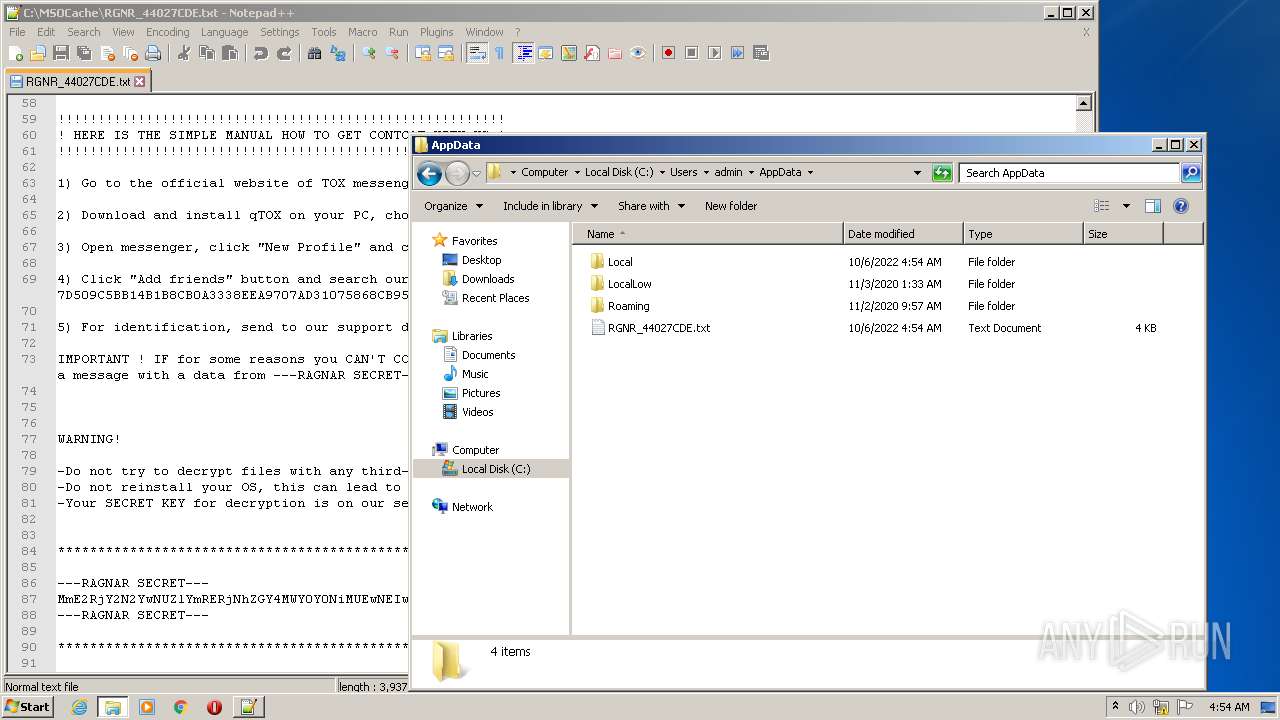 C:\MSOCache\RGNR_44027CDE.txt - Notepad++
File Edit Search View Encoding Language Settings Tools Macro Run Plugins Window ? X
RGNR_44027CDE.txt
58
59 !!!!!!!!!!!!!!!!!!!!!!!!!!!!!!!!!!!!!!!!!!!!!!!!!!!!!!!!
60 ! HERE IS THE SIMPLE MANUAL HOW TO GET CONTCAT WITH US !
61 !!!!!!!!!!!!!!!!!!!!!!!!!!!!!!!!!!!!!!!!!!!!
62
63 1) Go to the official website of TOX messeng
64
65 2) Download and install qTOX on your PC, cho
66
67 3) Open messenger, click "New Profile" and c
68
69 4) Click "Add friends" button and search our
7D509C5BB14B1B8CB0A3338EEA9707AD31075868CB95
70
71 5) For identification, send to our support d
72
73 IMPORTANT ! IF for some reasons you CAN'T CO
a message with a data from ---RAGNAR SECRET-
74
75
76
77 WARNING!
78
79 -Do not try to decrypt files with any third-
80 -Do not reinstall your OS, this can lead to
81 -Your SECRET KEY for decryption is on our se
82
83
84 ********************************************
85
86 ---RAGNAR SECRET---
87 MmE2RjY2N2YwNUZlYmRERjNhZGY4MWY0Y0NiMUEwNEIw
88 ---RAGNAR SECRET---
89
90 ********************************************
91
Normal text file
length : 3,937
AppData
Computer Local Disk (C:) Users admin AppData
Search AppData
Organize Include in library Share with New folder
Name Date modified Type Size
Favorites
Desktop
Downloads
Recent Places
Libraries
Documents
Music
Pictures
Videos
Computer
Local Disk (C:)
Network
Local 10/6/2022 4:54 AM File folder
LocalLow 11/3/2020 1:33 AM File folder
Roaming 11/2/2020 9:57 AM File folder
RGNR_44027CDE.txt 10/6/2022 4:54 AM Text Document 4 KB
4 items
ANY RUN
Start
4:54 AM